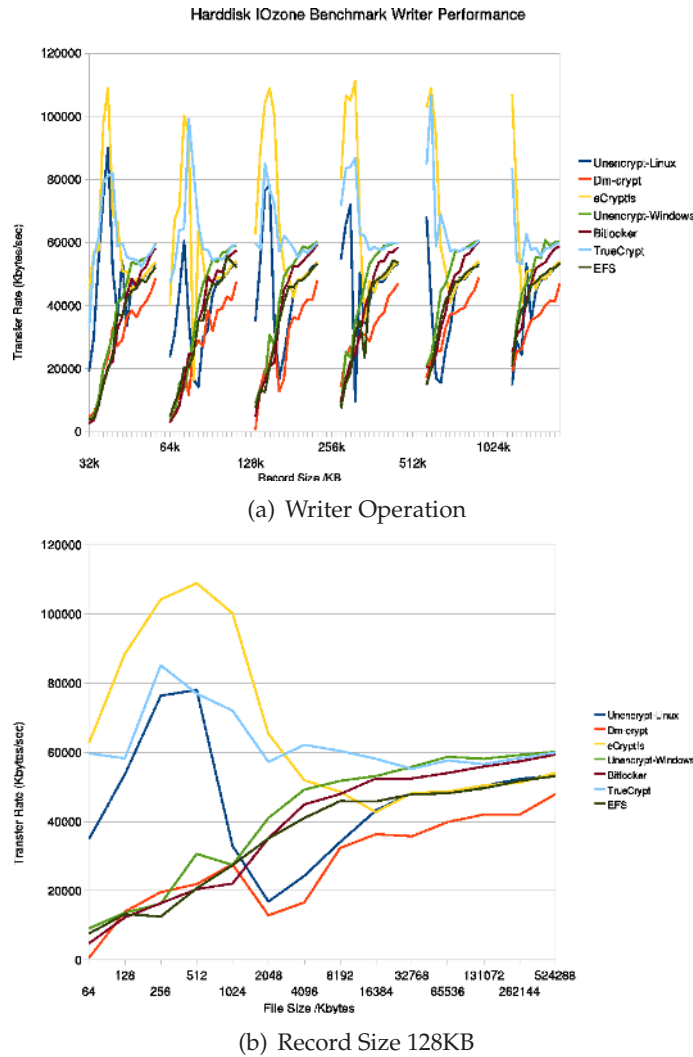 Harddisk IOzone Benchmark Writer Performance
120000
100000
80000
60000
40000
20000
0
Transfer Rate (Kbytes/sec)
32k
64k
128k
256k
512k
1024k
Record Size /KB
Unencrypt-Linux
Dm-crypt
eCryptfs
Unencrypt-Windows
Bitlocker
TrueCrypt
EFS
(a) Writer Operation
120000
100000
80000
60000
40000
20000
0
Transfer Rate (Kbytes/sec)
64
128
256
512
1024
2048
4096
8192
16384
32768
65536
131072
262144
524288
File Size /Kbytes
Unencrypt-Linux
Dm-crypt
eCryptfs
Unencrypt-Windows
Bitlocker
TrueCrypt
EFS
(b) Record Size 128KB